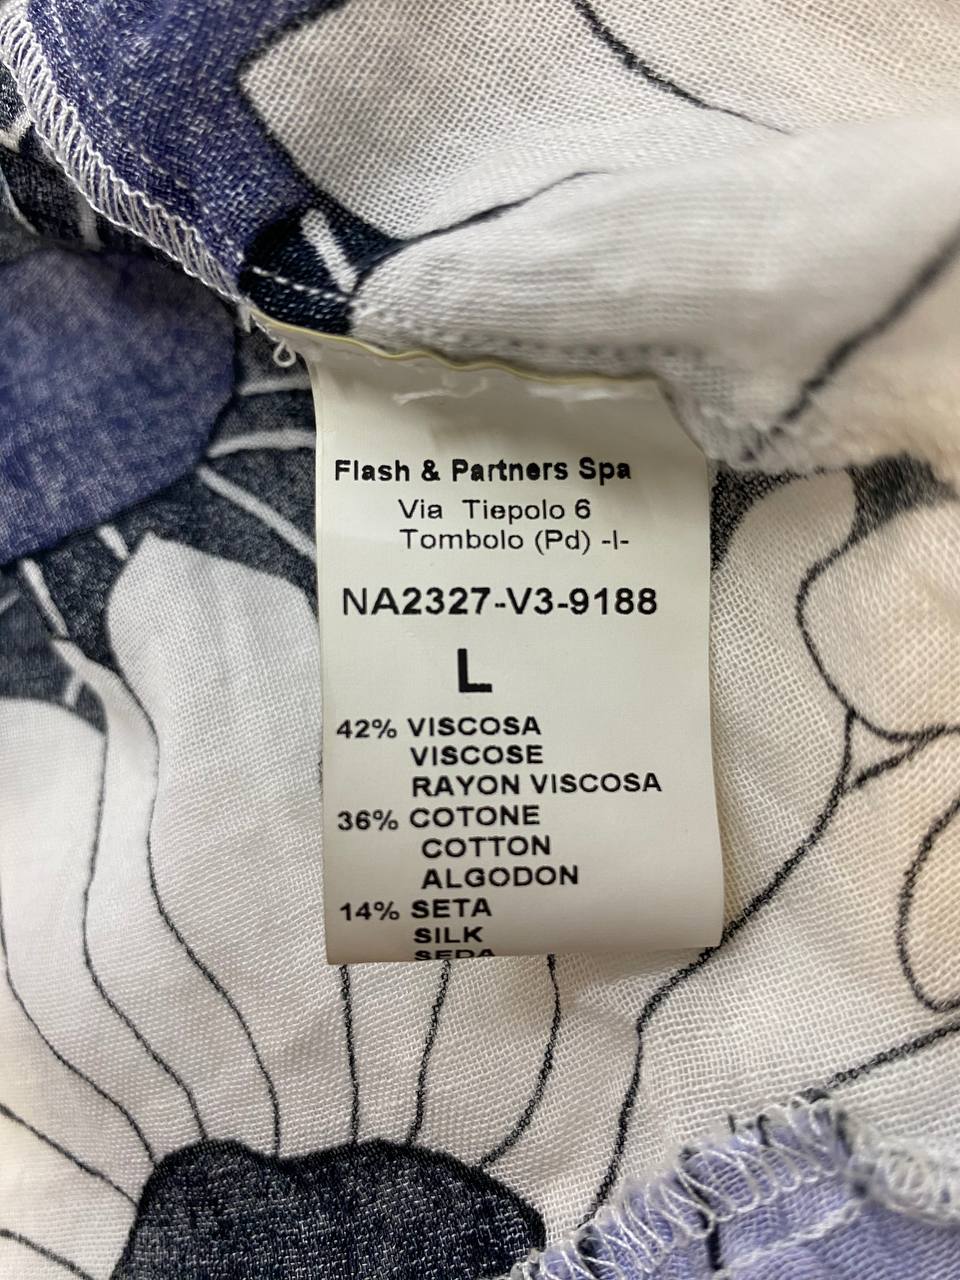 Flash & Partners Spa
Via Tiepolo 6
Tombolo (Pd) -I-
NA2327-V3-9188
L
42% VISCOSA
VISCOSE
RAYON VISCOSA
36% COTONE
COTTON
ALGODON
14% SETA
SILK
SEDA